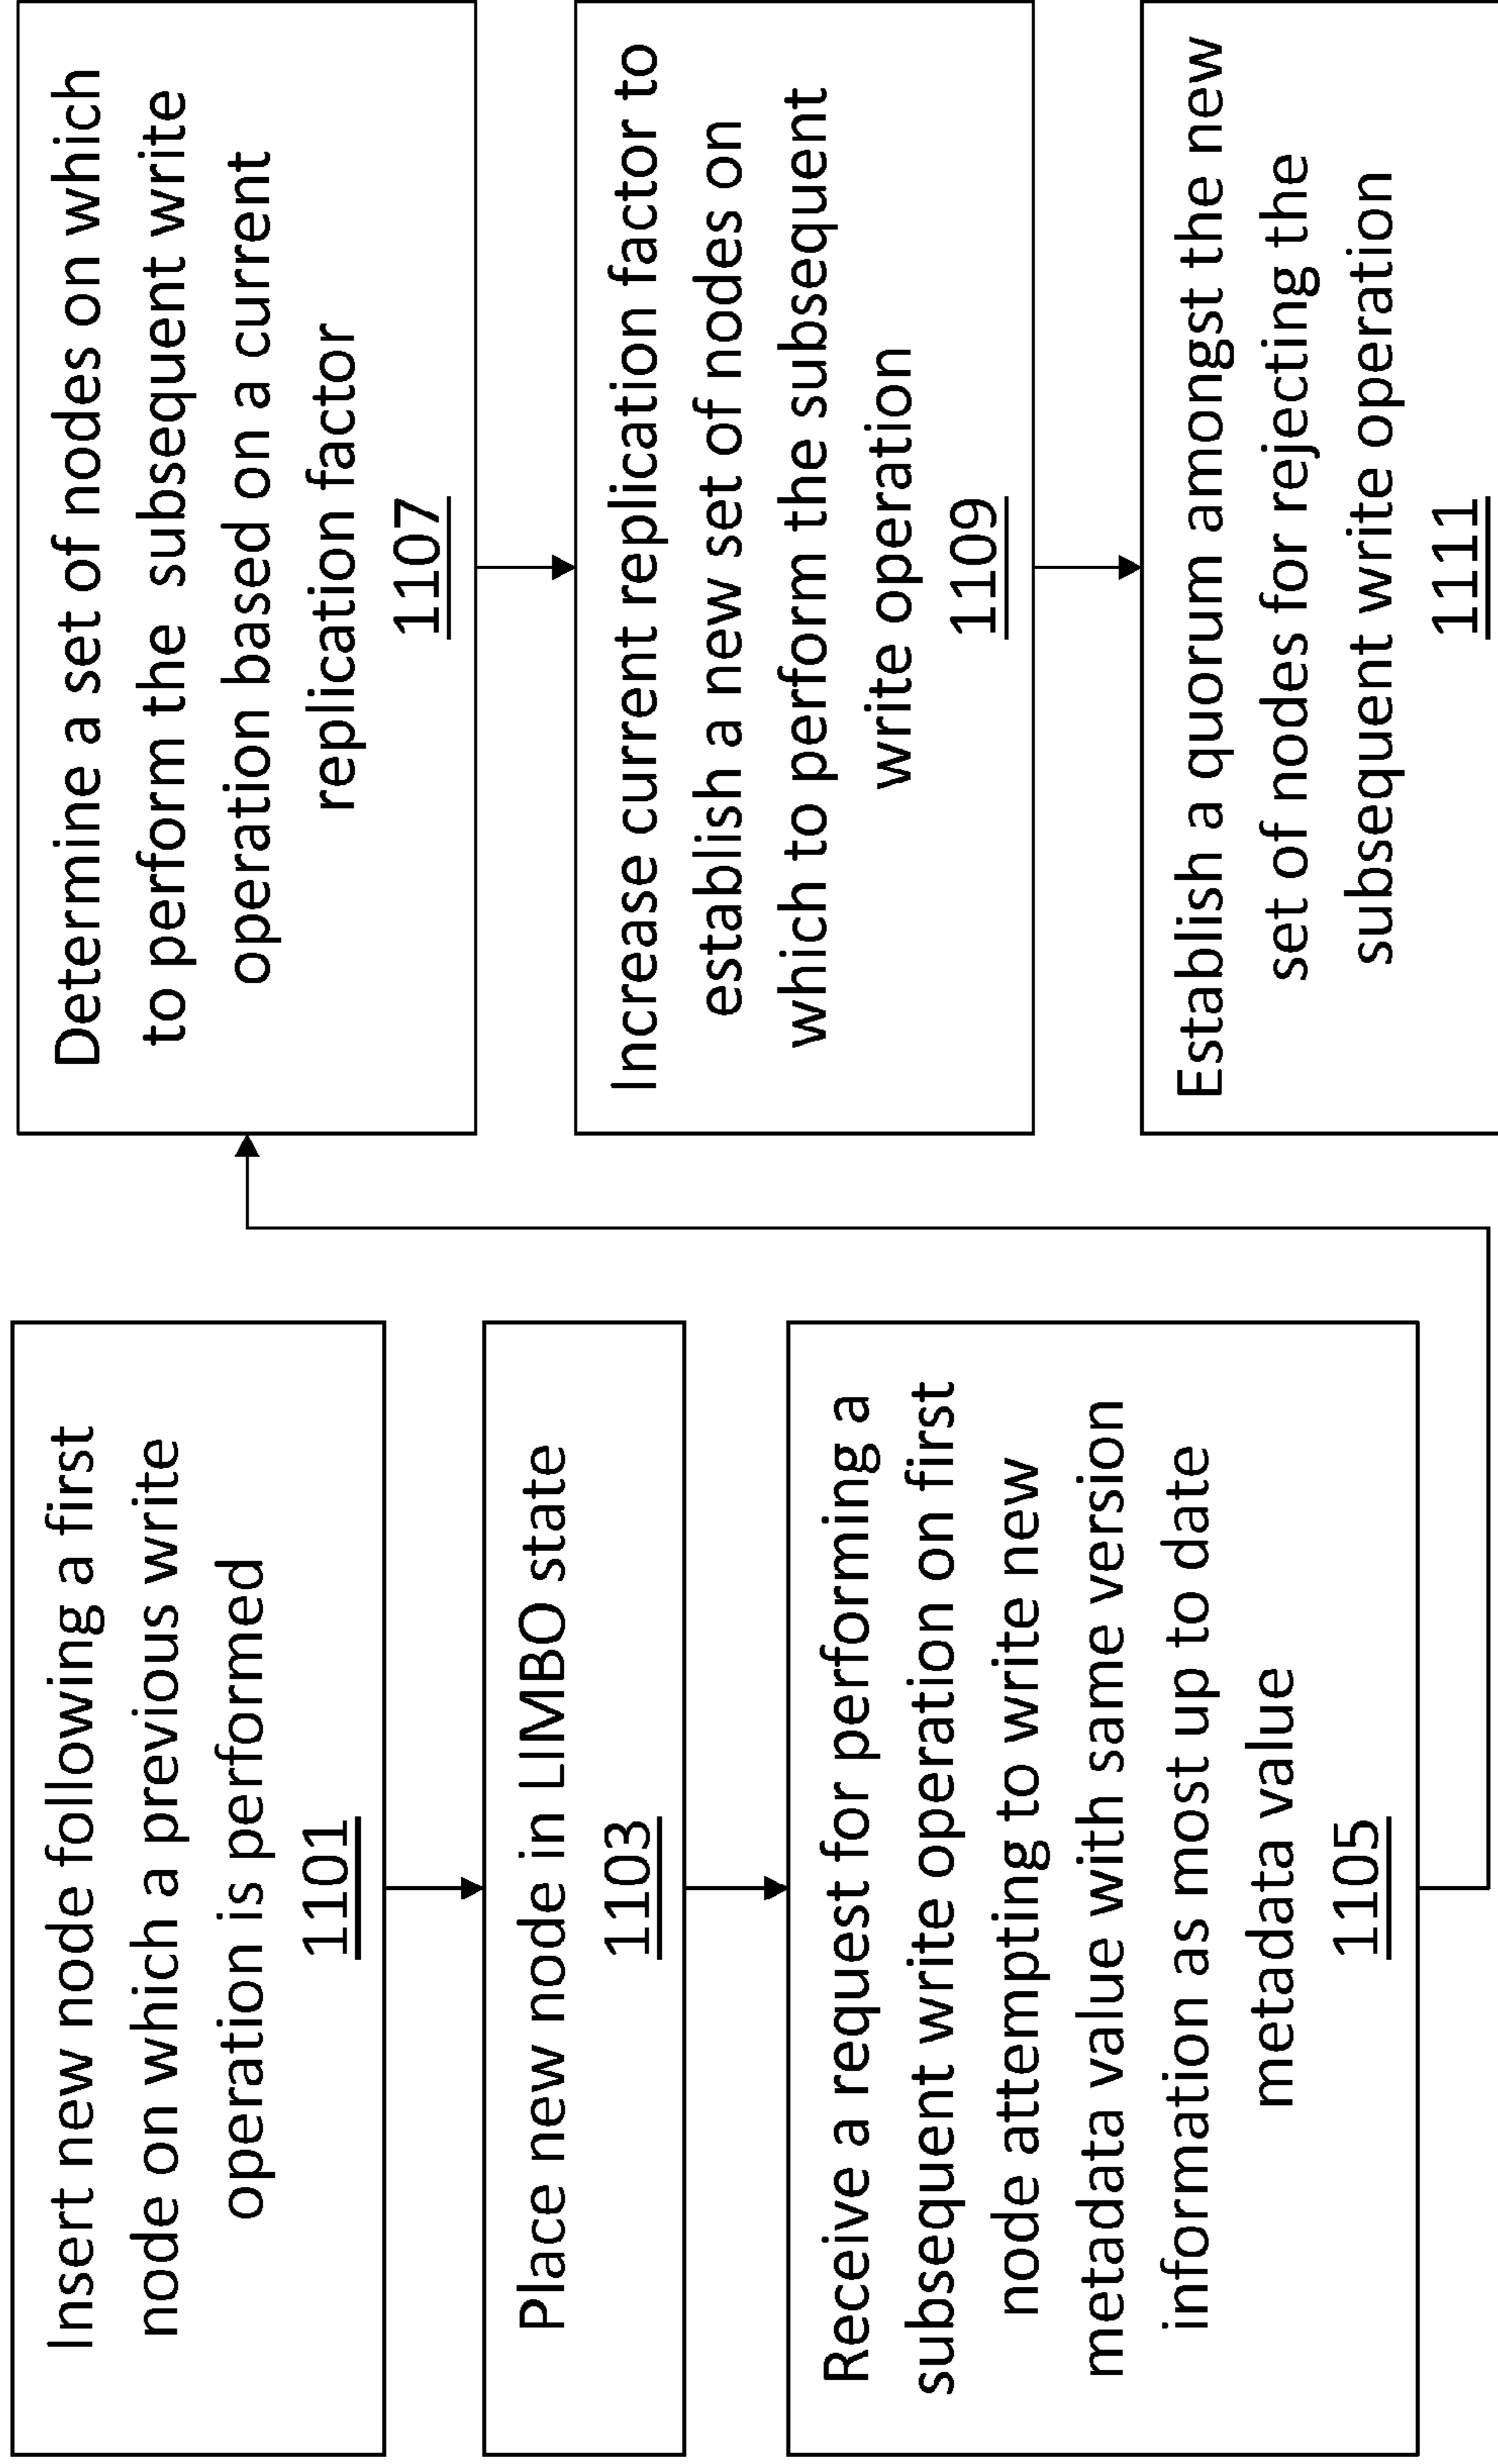 Insert new node following a first
node on which a previous write
operation is performed
1101
Place new node in LIMBO state
1103
Receive a request for performing a
subsequent write operation on first
node attempting to write new
metadata value with same version
information as most up to date
metadata value
1105
Determine a set of nodes on which
to perform the subsequent write
operation based on a current
replication factor
1107
Increase current replication factor to
establish a new set of nodes on
which to perform the subsequent
write operation
1109
Establish a quorum amongst the new
set of nodes for rejecting the
subsequent write operation
1111